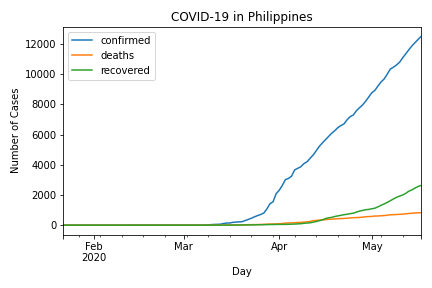 COVID-19 in Philippines
confirmed
deaths
recovered
Number of Cases
12000
10000
8000
6000
4000
2000
0
Feb
2020
Mar
Apr
May
Day